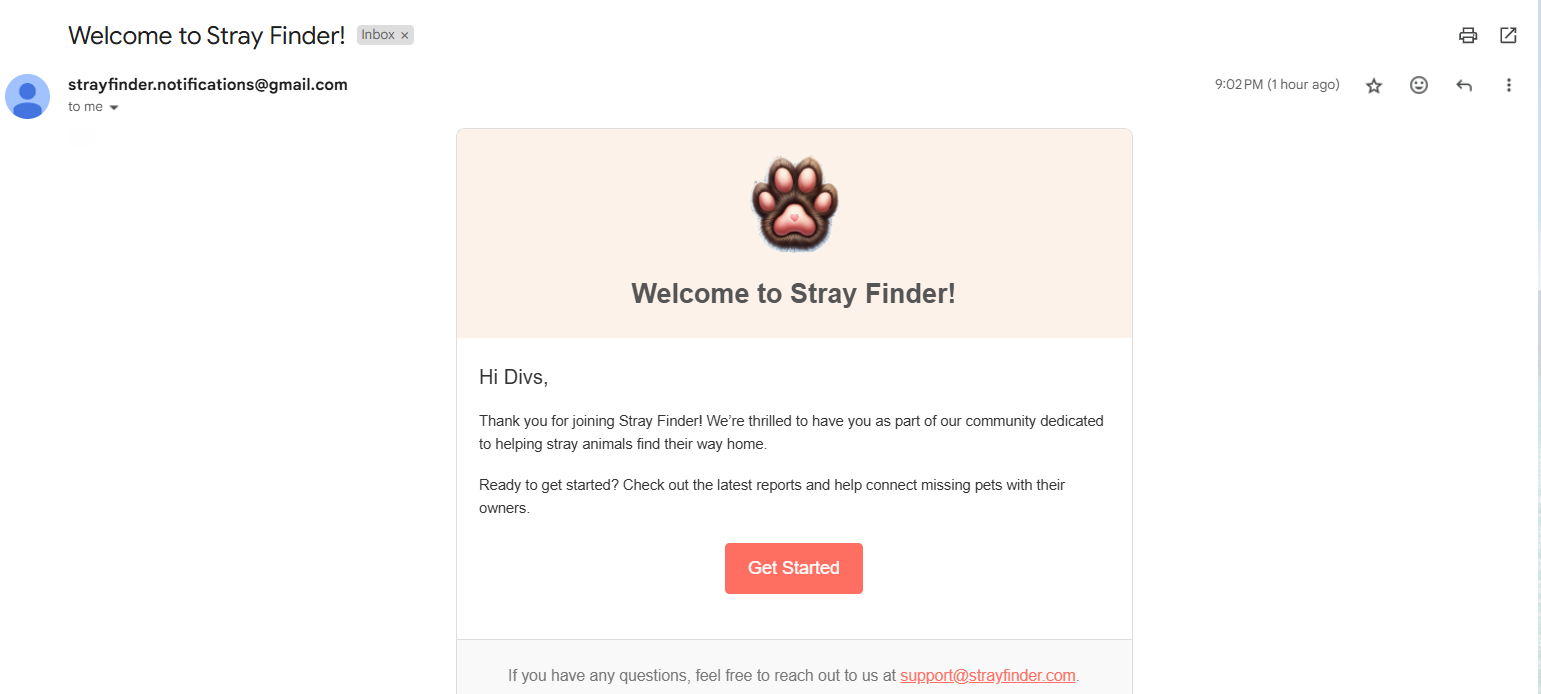 Welcome to Stray Finder! Inbox ×
strayfinder.notifications@gmail.com 9:02 PM (1 hour ago)
to me
Welcome to Stray Finder!
Hi Divs,
Thank you for joining Stray Finder! We’re thrilled to have you as part of our community dedicated
to helping stray animals find their way home.
Ready to get started? Check out the latest reports and help connect missing pets with their
owners.
Get Started
If you have any questions, feel free to reach out to us at support@strayfinder.com.